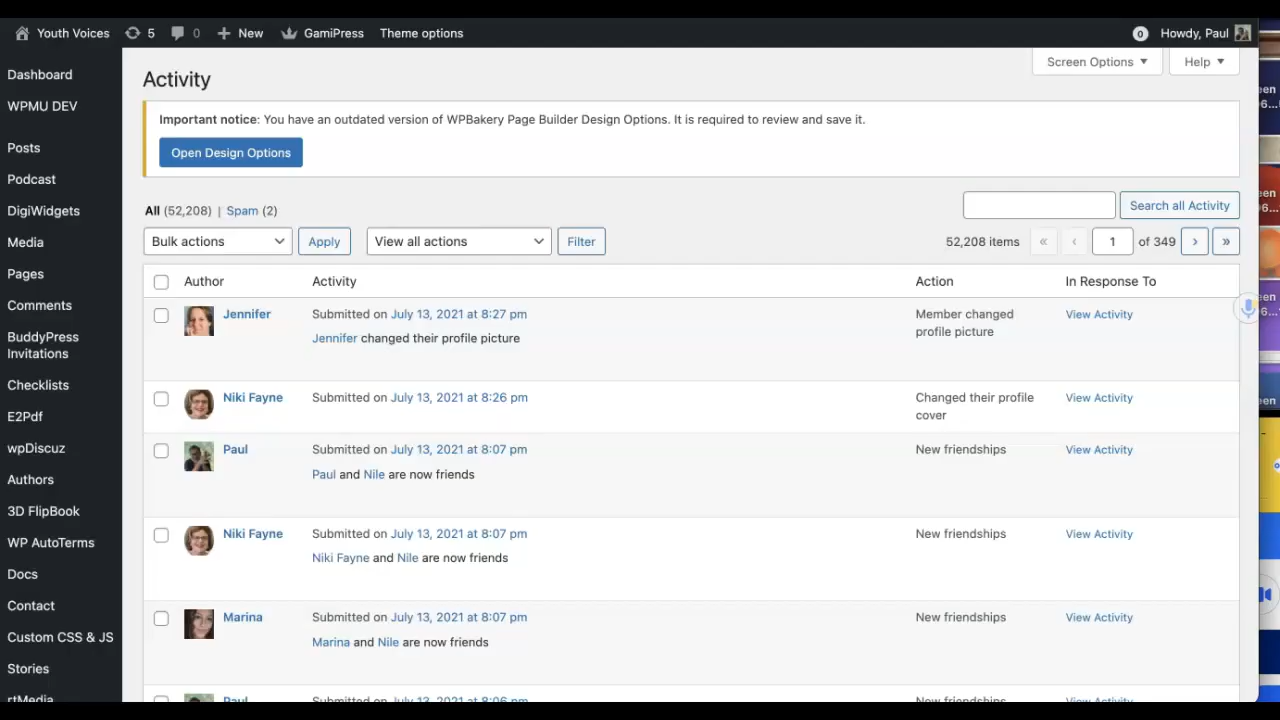 Youth Voices 5 0 New GamiPress Theme options 0 Howdy, Paul
Dashboard
WPMU DEV
Posts
Podcast
DigiWidgets
Media
Pages
Comments
BuddyPress
Invitations
Checklists
E2Pdf
wpDiscuz
Authors
3D FlipBook
WP AutoTerms
Docs
Contact
Custom CSS & JS
Stories
rtMedia
Screen Options Help
Activity
Important notice: You have an outdated version of WPBakery Page Builder Design Options. It is required to review and save it.
Open Design Options
All (52,208) | Spam (2)
Search all Activity
Bulk actions Apply View all actions Filter 52,208 items « ‹ 1 of 349 › »
Author Activity Action In Response To
Jennifer Submitted on July 13, 2021 at 8:27 pm Member changed View Activity
Jennifer changed their profile picture profile picture
Niki Fayne Submitted on July 13, 2021 at 8:26 pm Changed their profile View Activity
cover
Paul Submitted on July 13, 2021 at 8:07 pm New friendships View Activity
Paul and Nile are now friends
Niki Fayne Submitted on July 13, 2021 at 8:07 pm New friendships View Activity
Niki Fayne and Nile are now friends
Marina Submitted on July 13, 2021 at 8:07 pm New friendships View Activity
Marina and Nile are now friends
Paul Submitted on July 13, 2021 at 8:06 pm New friendships View Activity